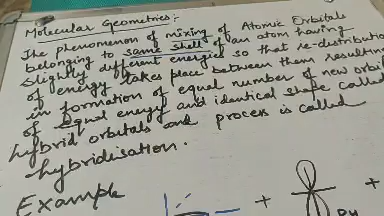 Molecular Geometries:-
The phenomenon of mixing of Atomic Orbitals
belonging to same shell of an atom having
slightly different energies so that re-distribution
of energy takes place between them resulting
in formation of equal number of new orbi
of equal energy and identical shape called
hybrid orbitals and process is called
hybridisation.
Example
+ +